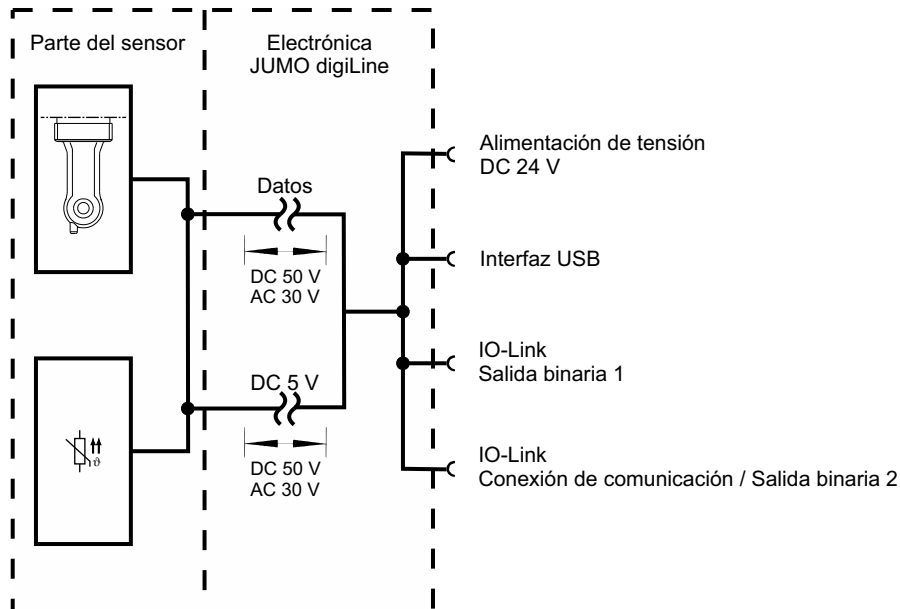 Parte del sensor
Electrónica
JUMO digiLine
Datos
DC 50 V
AC 30 V
DC 5 V
DC 50 V
AC 30 V
ϑ
Alimentación de tensión
DC 24 V
Interfaz USB
IO-Link
Salida binaria 1
IO-Link
Conexión de comunicación / Salida binaria 2